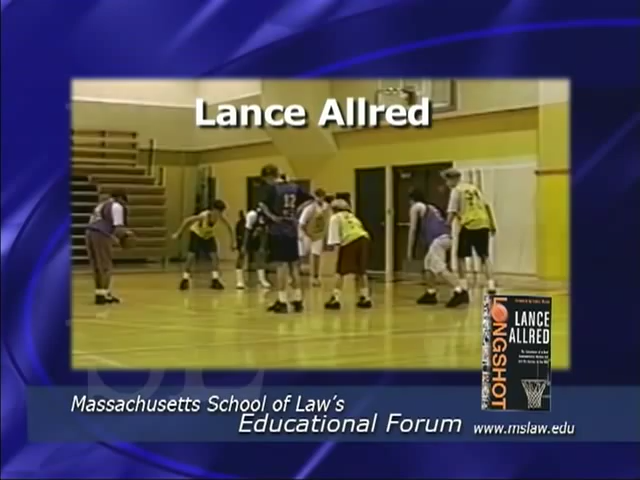 Lance Allred
LONGSHOT
LANCE
ALLRED
Massachusetts School of Law's
Educational Forum
www.mslaw.edu